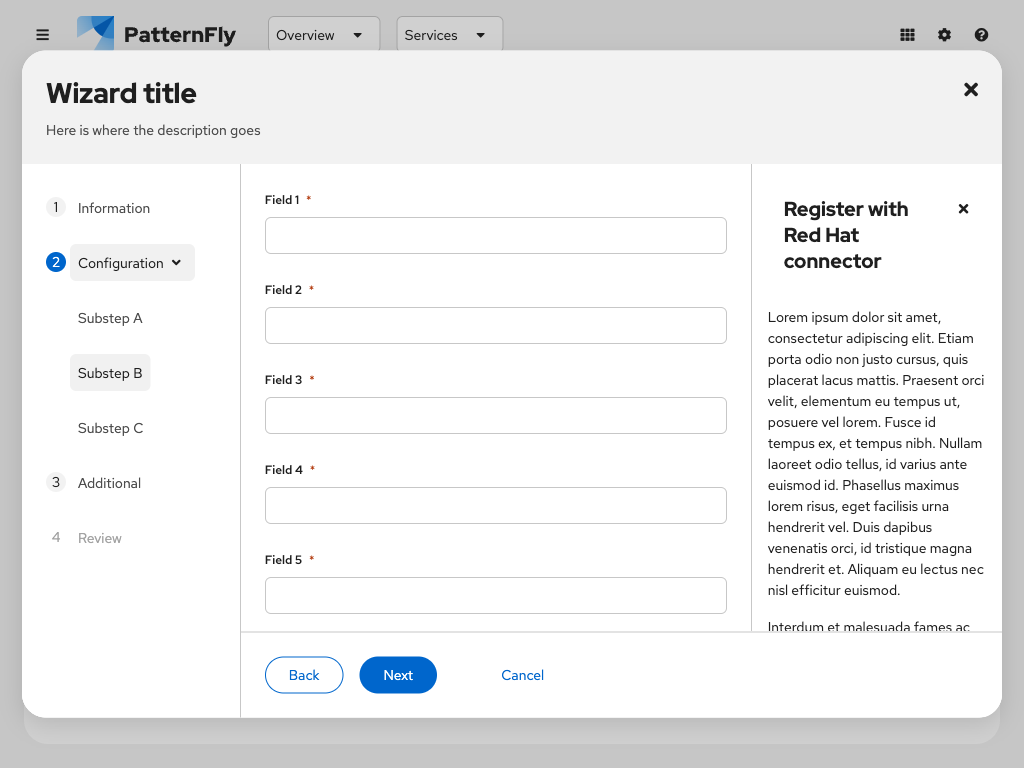 PatternFly
Overview
Services
Wizard title
Here is where the description goes
1 Information
2 Configuration
Substep A
Substep B
Substep C
3 Additional
4 Review
Field 1 *
Field 2 *
Field 3 *
Field 4 *
Field 5 *
Back
Next
Cancel
Register with
Red Hat
connector
Lorem ipsum dolor sit amet,
consectetur adipiscing elit. Etiam
porta odio non justo cursus, quis
placerat lacus mattis. Praesent orci
velit, elementum eu tempus ut,
posuere vel lorem. Fusce id
tempus ex, et tempus nibh. Nullam
laoreet odio tellus, id varius ante
euismod id. Phasellus maximus
lorem risus, eget facilisis urna
hendrerit vel. Duis dapibus
venenatis orci, id tristique magna
hendrerit et. Aliquam eu lectus nec
nisl efficitur euismod.
Interdum et malesuada fames ac